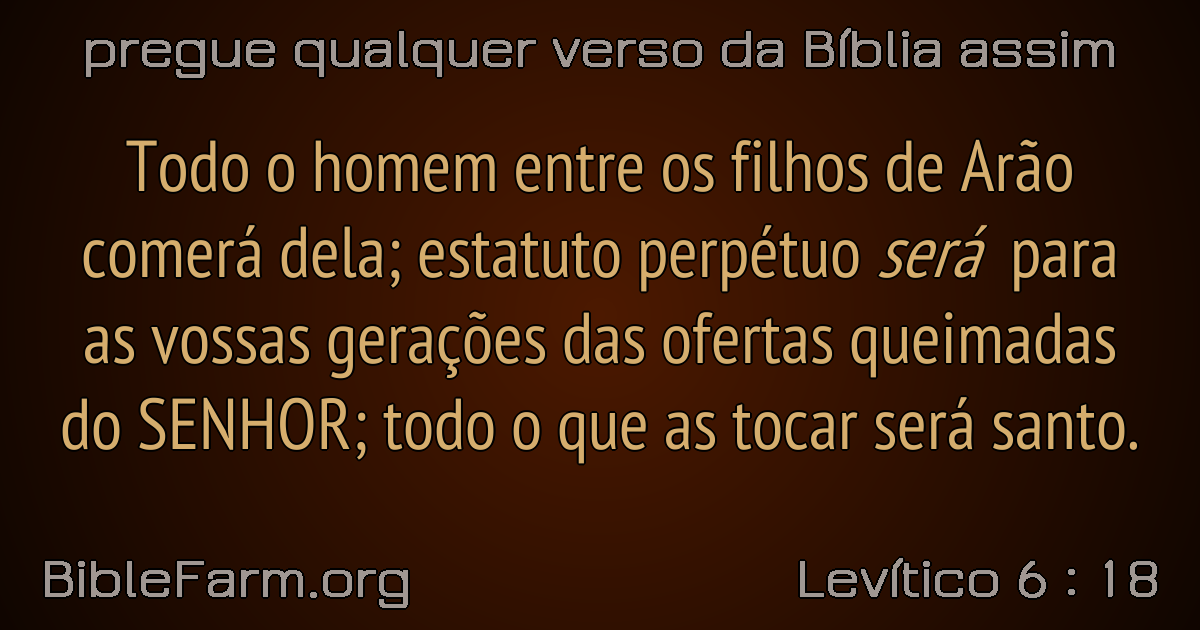 pregue qualquer verso da Bíblia assim
Todo o homem entre os filhos de Arão
comerá dela; estatuto perpétuo será para
as vossas gerações das ofertas queimadas
do SENHOR; todo o que as tocar será santo.
BibleFarm.org
Levítico 6 : 18